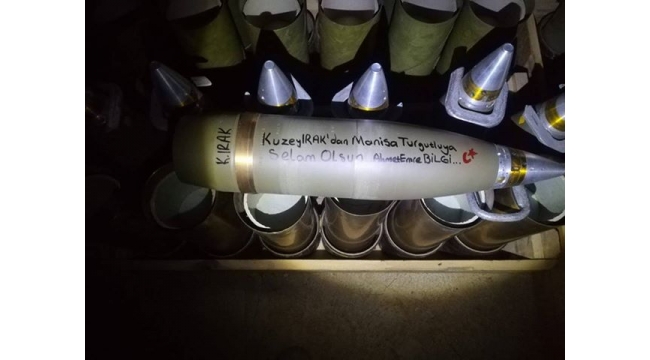 K.IRAK
KuzeyIRAK'dan Manisa Turgutluya
Selam Olsun AhmetEmre BİLGİ...